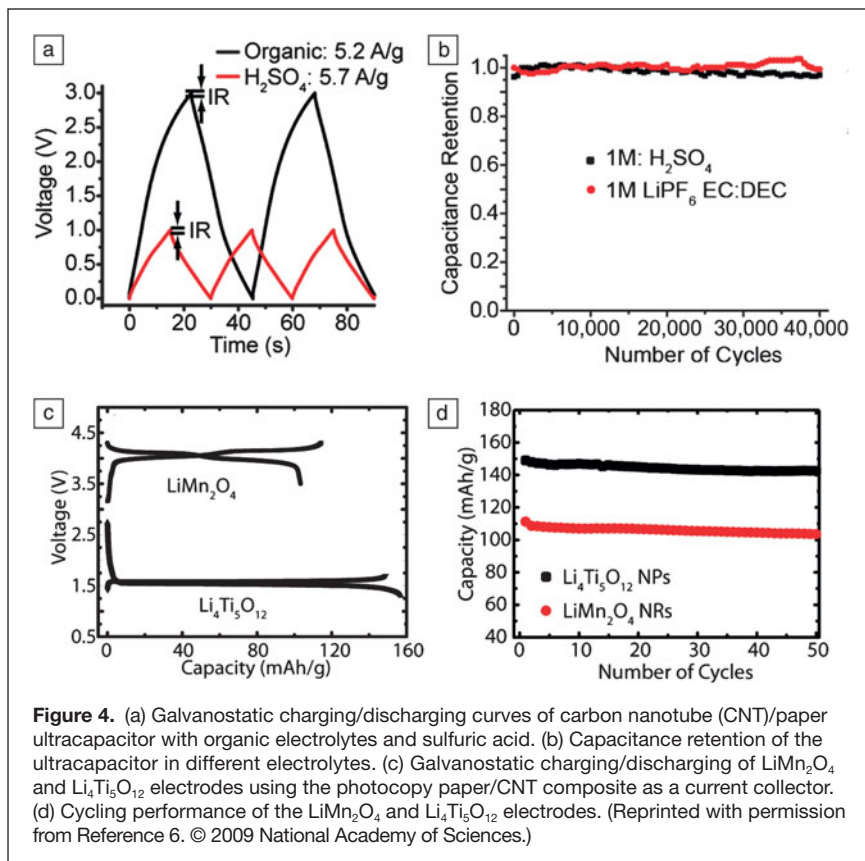 a
Organic: 5.2 A/g
H₂SO₄: 5.7 A/g
IR
IR
3.0
2.5
2.0
1.5
1.0
0.5
0.0
Voltage (V)
0 20 40 60 80
Time (s)
b
1.0
0.8
0.6
0.4
0.2
0.0
Capacitance Retention
1M: H₂SO₄
1M LiPF₆ EC:DEC
0 10,000 20,000 30,000 40,000
Number of Cycles
c
4.5
3.5
2.5
1.5
0.5
Voltage (V)
LiMn₂O₄
Li₄Ti₅O₁₂
0 40 80 120 160
Capacity (mAh/g)
d
180
160
140
120
100
80
60
40
Capacity (mAh/g)
Li₄Ti₅O₁₂ NPs
LiMn₂O₄ NRs
0 10 20 30 40 50
Number of Cycles
Figure 4. (a) Galvanostatic charging/discharging curves of carbon nanotube (CNT)/paper
ultracapacitor with organic electrolytes and sulfuric acid. (b) Capacitance retention of the
ultracapacitor in different electrolytes. (c) Galvanostatic charging/discharging of LiMn₂O₄
and Li₄Ti₅O₁₂ electrodes using the photocopy paper/CNT composite as a current collector.
(d) Cycling performance of the LiMn₂O₄ and Li₄Ti₅O₁₂ electrodes. (Reprinted with permission
from Reference 6. © 2009 National Academy of Sciences.)